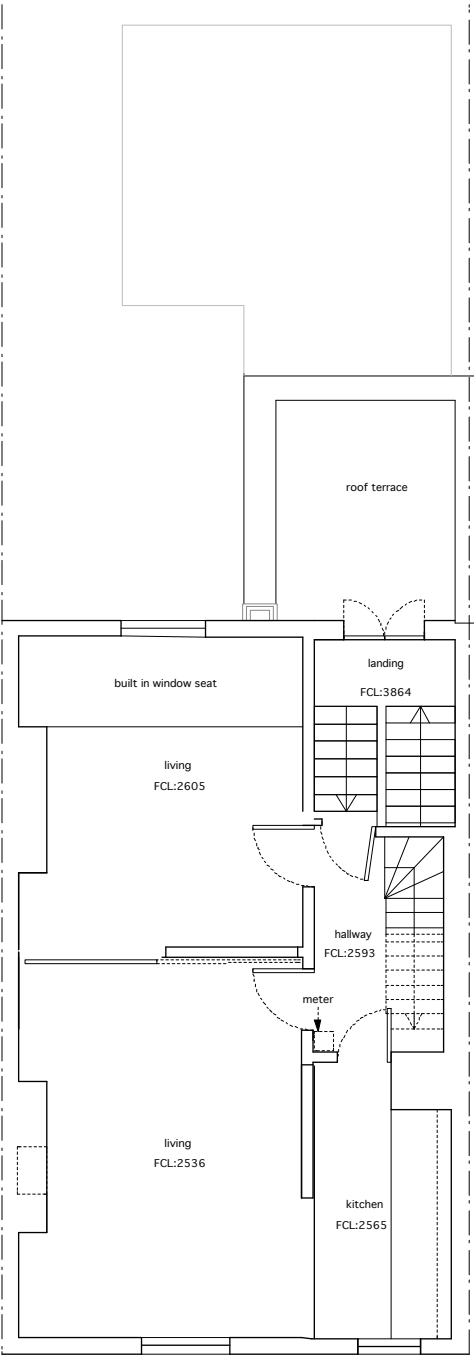 roof terrace
landing
FCL:3864
built in window seat
living
FCL:2605
hallway
FCL:2593
meter
living
FCL:2536
kitchen
FCL:2565